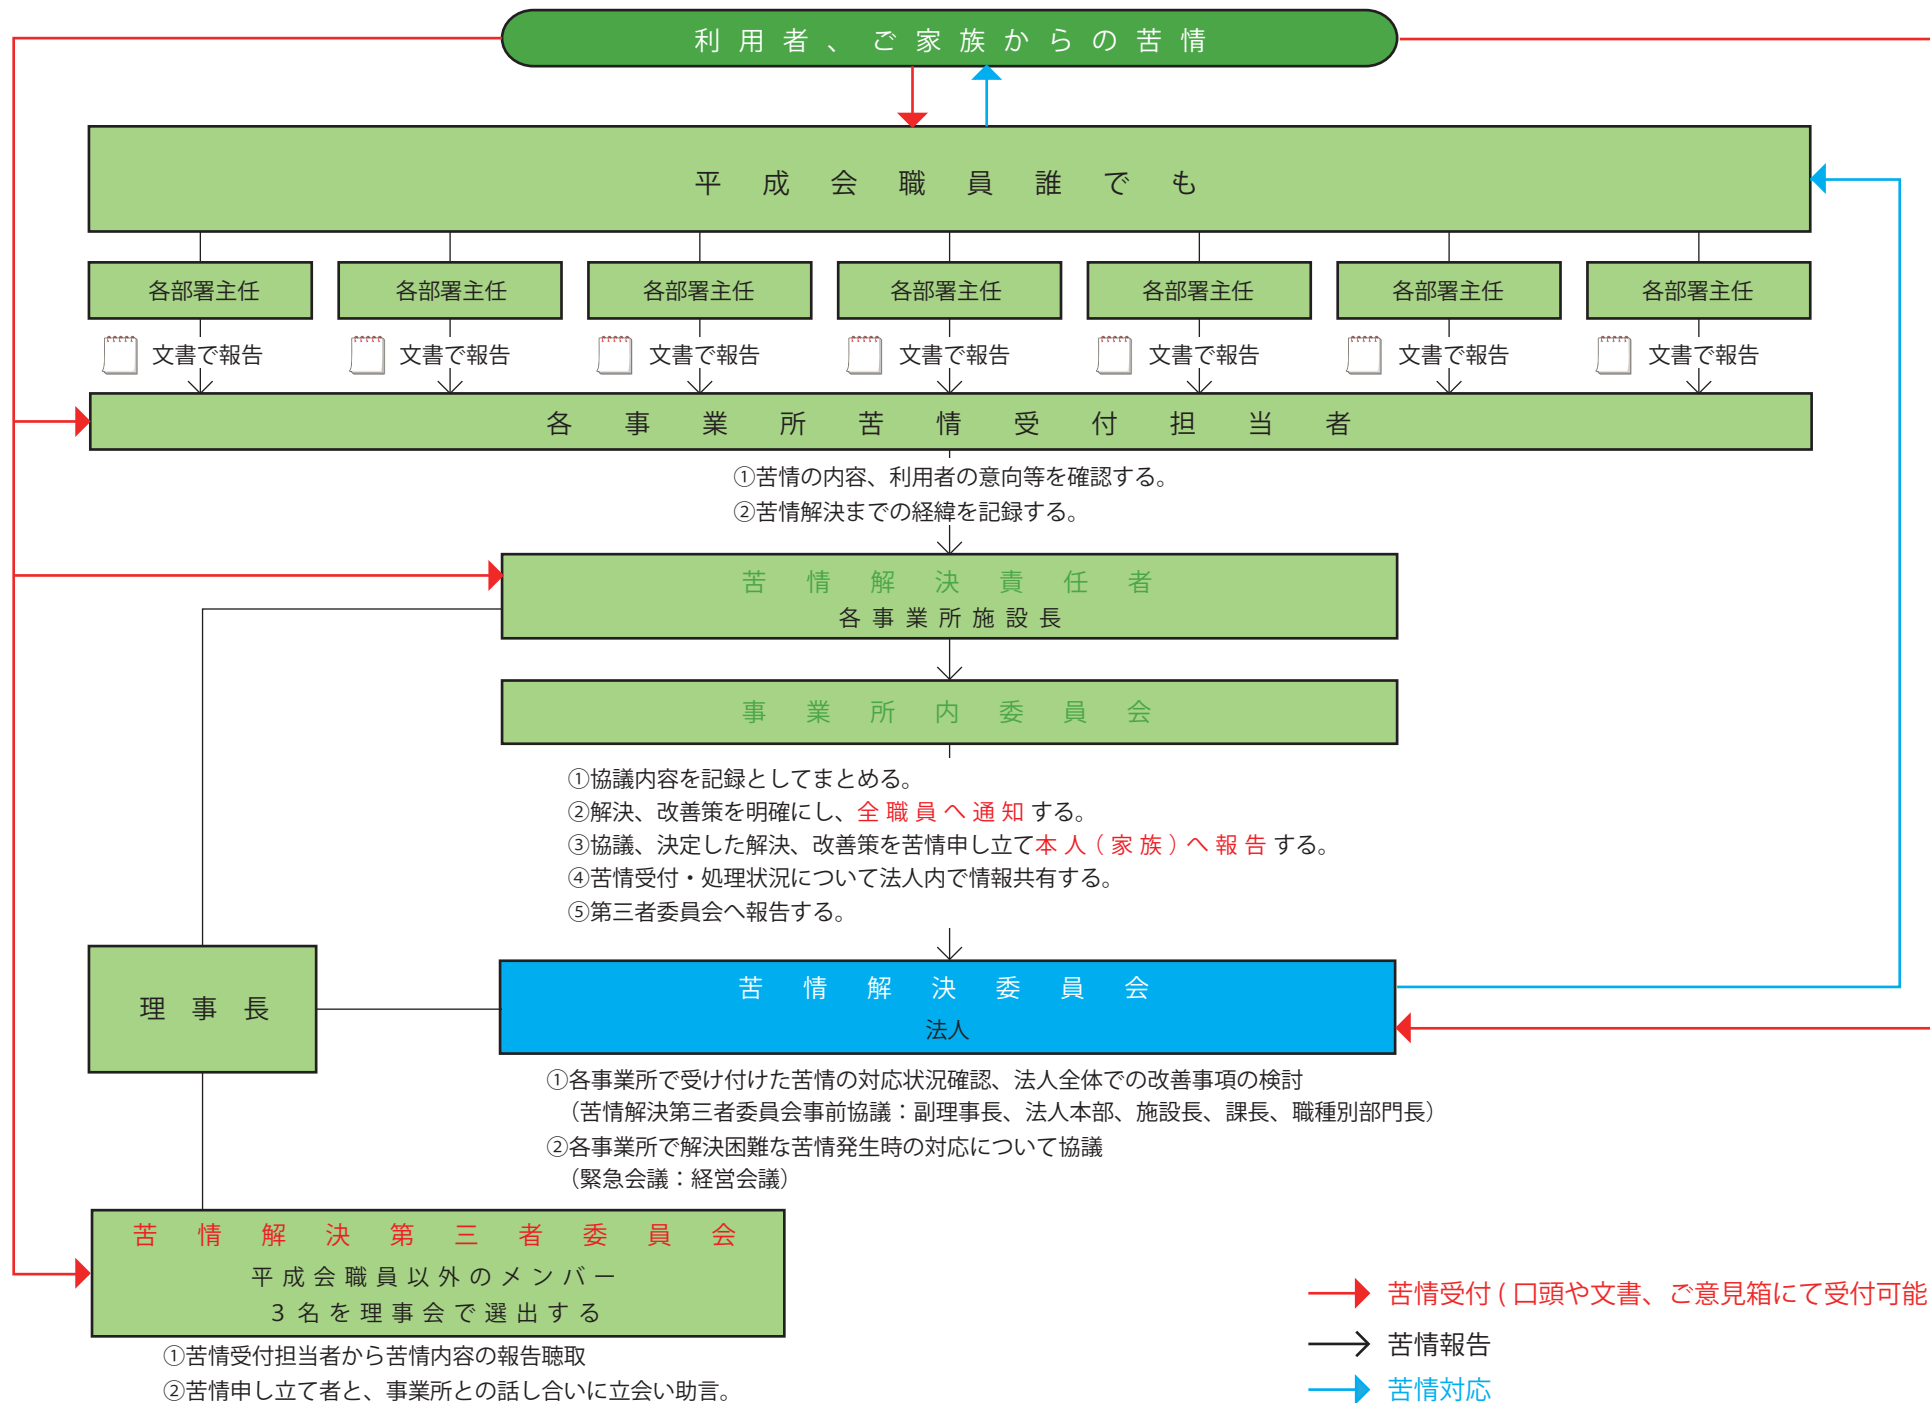 利用者、ご家族からの苦情
平成会職員誰でも
各部署主任 各部署主任 各部署主任 各部署主任 各部署主任 各部署主任 各部署主任
文書で報告 文書で報告 文書で報告 文書で報告 文書で報告 文書で報告 文書で報告
各事業所苦情受付担当者
①苦情の内容、利用者の意向等を確認する。
②苦情解決までの経緯を記録する。
苦情解決責任者
各事業所施設長
事業所内委員会
①協議内容を記録としてまとめる。
②解決、改善策を明確にし、全職員へ通知する。
③協議、決定した解決、改善策を苦情申し立て本人(家族)へ報告する。
④苦情受付・処理状況について法人内で情報共有する。
⑤第三者委員会へ報告する。
理事長
苦情解決委員会
法人
①各事業所で受け付けた苦情の対応状況確認、法人全体での改善事項の検討
（苦情解決第三者委員会事前協議：副理事長、法人本部、施設長、課長、職種別部門長）
②各事業所で解決困難な苦情発生時の対応について協議
（緊急会議：経営会議）
苦情解決第三者委員会
平成会職員以外のメンバー
3名を理事会で選出する
①苦情受付担当者から苦情内容の報告聴取
②苦情申し立て者と、事業所との話し合いに立会い助言。
苦情受付(口頭や文書、ご意見箱にて受付可能
苦情報告
苦情対応